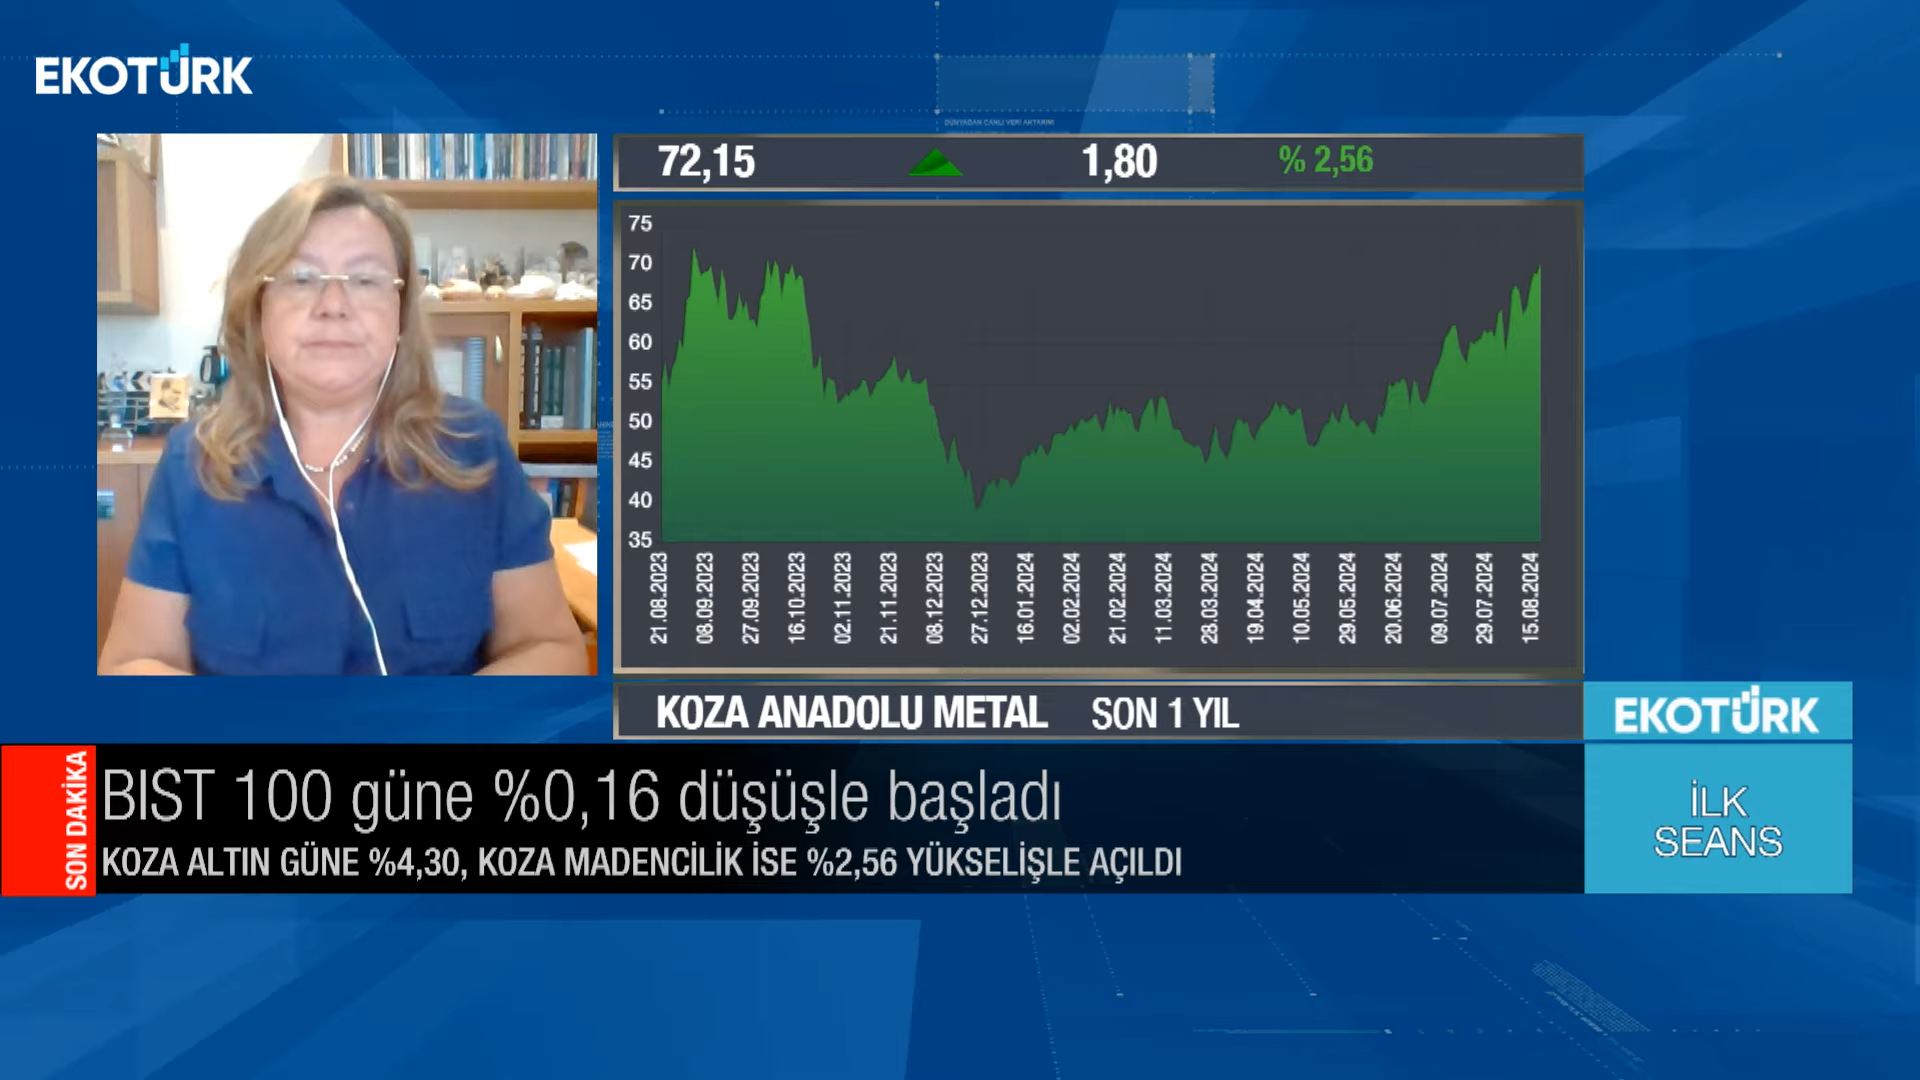 EKOTÜRK
DÜNYADAN CANLI VERİ AKTARIMI
72,15 1,80 % 2,56
75
70
65
60
55
50
45
40
35
21.08.2023 08.09.2023 27.09.2023 16.10.2023 02.11.2023 21.11.2023 08.12.2023 27.12.2023 16.01.2024 02.02.2024 21.02.2024 11.03.2024 28.03.2024 19.04.2024 10.05.2024 29.05.2024 20.06.2024 09.07.2024 29.07.2024 15.08.2024
KOZA ANADOLU METAL SON 1 YIL
EKOTÜRK
SON DAKİKA
BIST 100 güne %0,16 düşüşle başladı
KOZA ALTIN GÜNE %4,30, KOZA MADENCİLİK İSE %2,56 YÜKSELİŞLE AÇILDI
İLK
SEANS